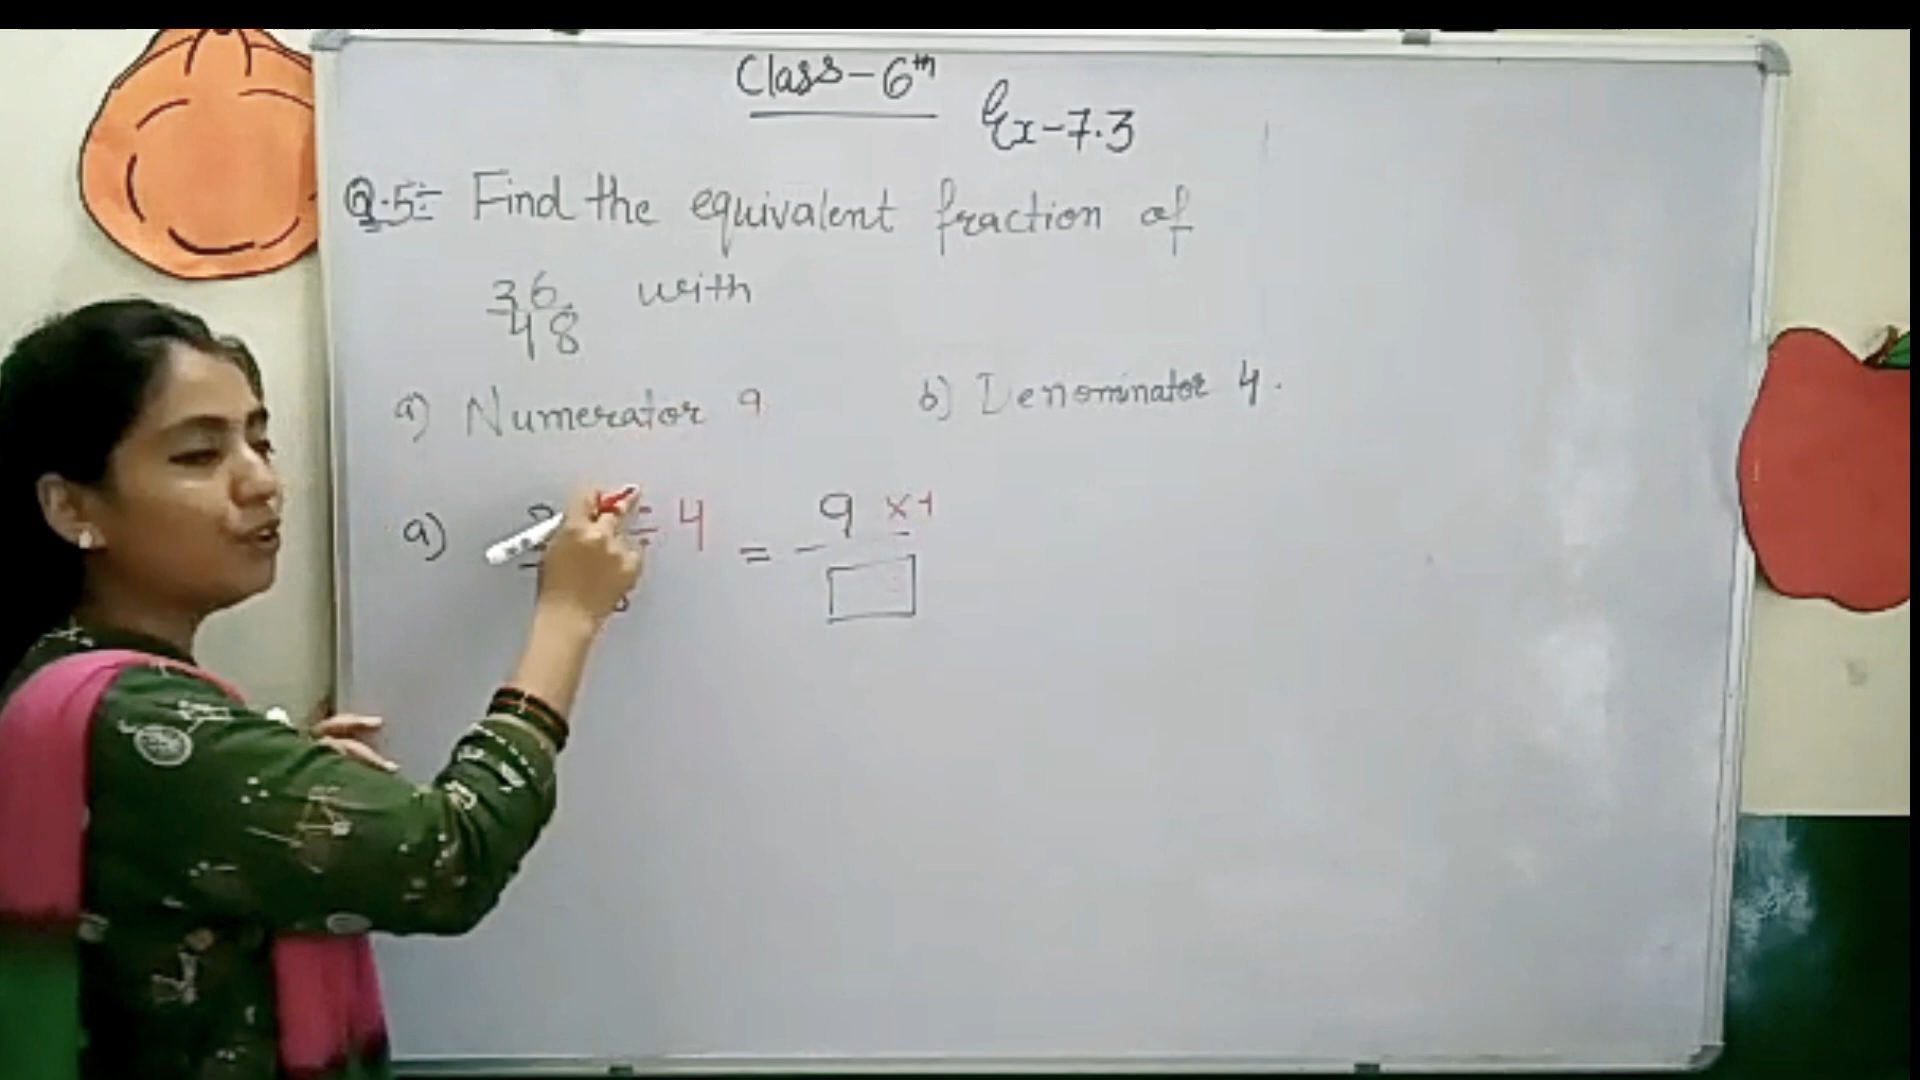 Class-6th
Ex-7.3
Q.5÷ Find the equivalent fraction of
36
48 with
a) Numerator 9
b) Denominator 4.
a) ÷ 4 = 9